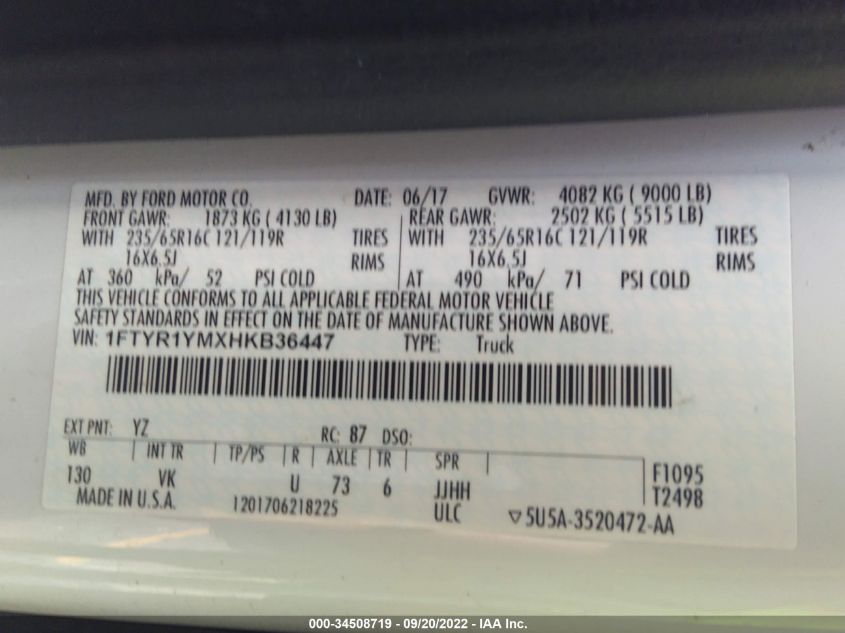 MFD. BY FORD MOTOR CO. DATE: 06/17 GVWR: 4082 KG ( 9000 LB)
FRONT GAWR: 1873 KG ( 4130 LB) REAR GAWR: 2502 KG ( 5515 LB)
WITH 235/65R16C 121/119R TIRES WITH 235/65R16C 121/119R TIRES
16X6.5J RIMS 16X6.5J RIMS
AT 360 kPa/ 52 PSI COLD AT 490 kPa/ 71 PSI COLD
THIS VEHICLE CONFORMS TO ALL APPLICABLE FEDERAL MOTOR VEHICLE
SAFETY STANDARDS IN EFFECT ON THE DATE OF MANUFACTURE SHOWN ABOVE.
VIN: 1FTYR1YMXHKB36447 TYPE: Truck
EXT PNT: YZ RC: 87 DSO:
WB INT TR TP/PS R AXLE TR SPR
130 VK U 73 6 JJHH F1095
MADE IN U.S.A. 1201706218225 ULC T2498
5U5A-3520472-AA
000-34508719 - 09/20/2022 - IAA Inc.